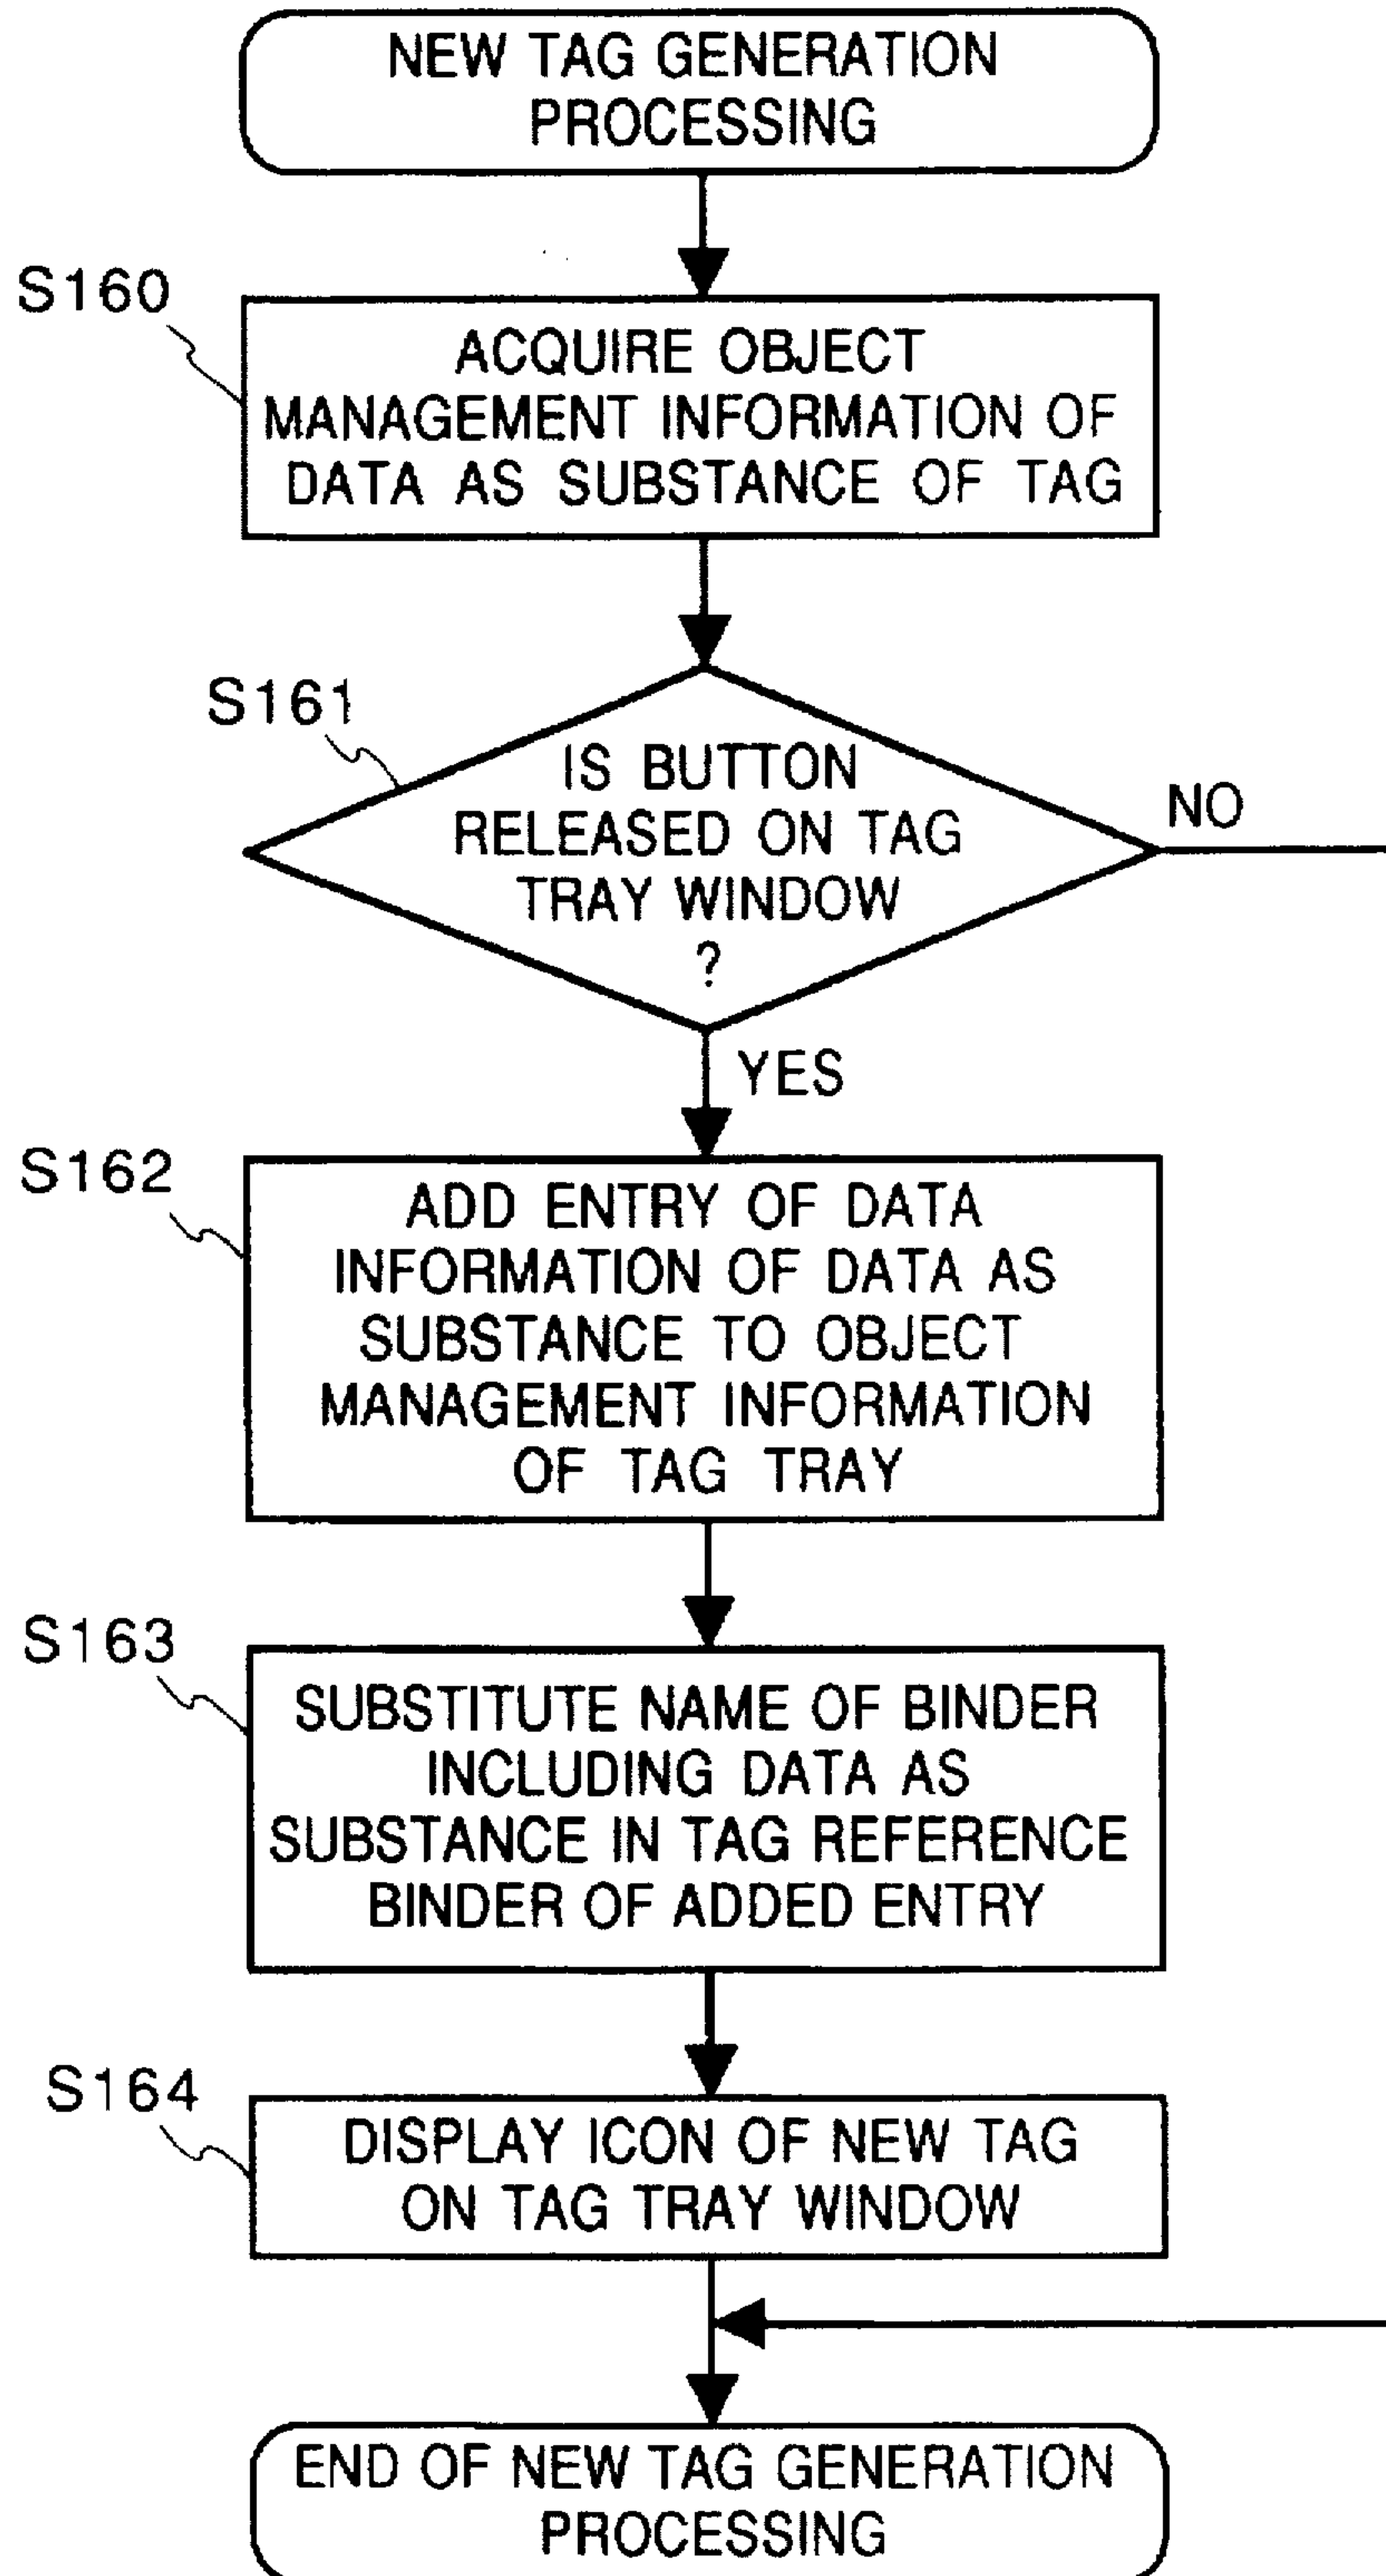 NEW TAG GENERATION
PROCESSING
S160
ACQUIRE OBJECT
MANAGEMENT INFORMATION OF
DATA AS SUBSTANCE OF TAG
S161
IS BUTTON
RELEASED ON TAG
TRAY WINDOW
?
NO
YES
S162
ADD ENTRY OF DATA
INFORMATION OF DATA AS
SUBSTANCE TO OBJECT
MANAGEMENT INFORMATION
OF TAG TRAY
S163
SUBSTITUTE NAME OF BINDER
INCLUDING DATA AS
SUBSTANCE IN TAG REFERENCE
BINDER OF ADDED ENTRY
S164
DISPLAY ICON OF NEW TAG
ON TAG TRAY WINDOW
END OF NEW TAG GENERATION
PROCESSING